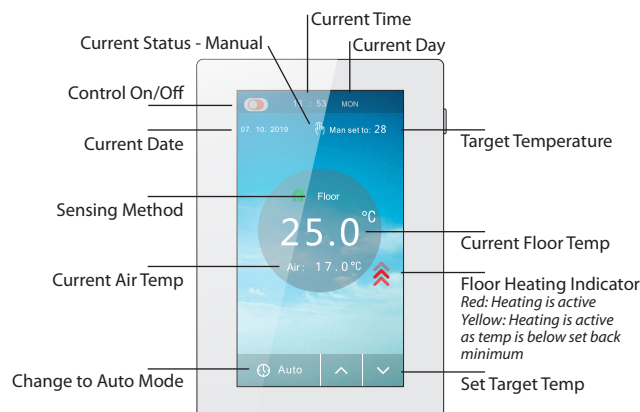 Current Time
Current Status - Manual
Current Day
Control On/Off
: 53 MON
Current Date
07. 10. 2019
Man set to: 28
Target Temperature
Floor
Sensing Method
25.0°C
Current Floor Temp
Current Air Temp
Air: 17.0°C
Floor Heating Indicator
Red: Heating is active
Yellow: Heating is active
as temp is below set back
minimum
Change to Auto Mode
Auto
Set Target Temp